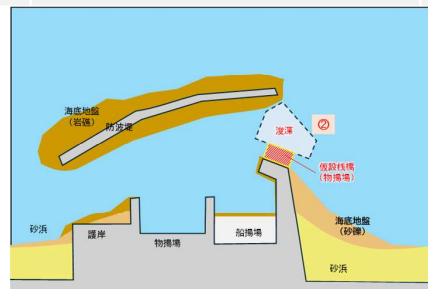 海底地盤
（岩礁）
防波堤
浚渫
②
仮設桟橋
（物揚場）
砂浜
護岸
物揚場
船揚場
海底地盤
（砂礫）
砂浜